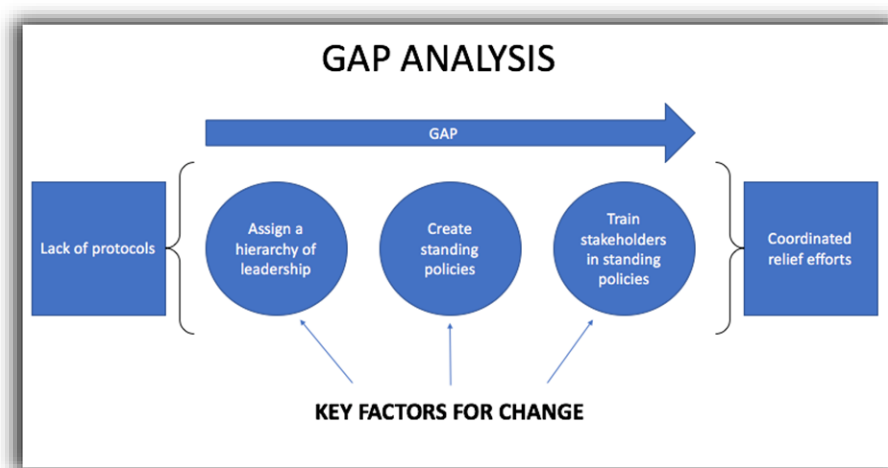 GAP ANALYSIS
GAP
Lack of protocols
Assign a
hierarchy of
leadership
Create
standing
policies
Train
stakeholders
in standing
policies
Coordinated
relief efforts
KEY FACTORS FOR CHANGE